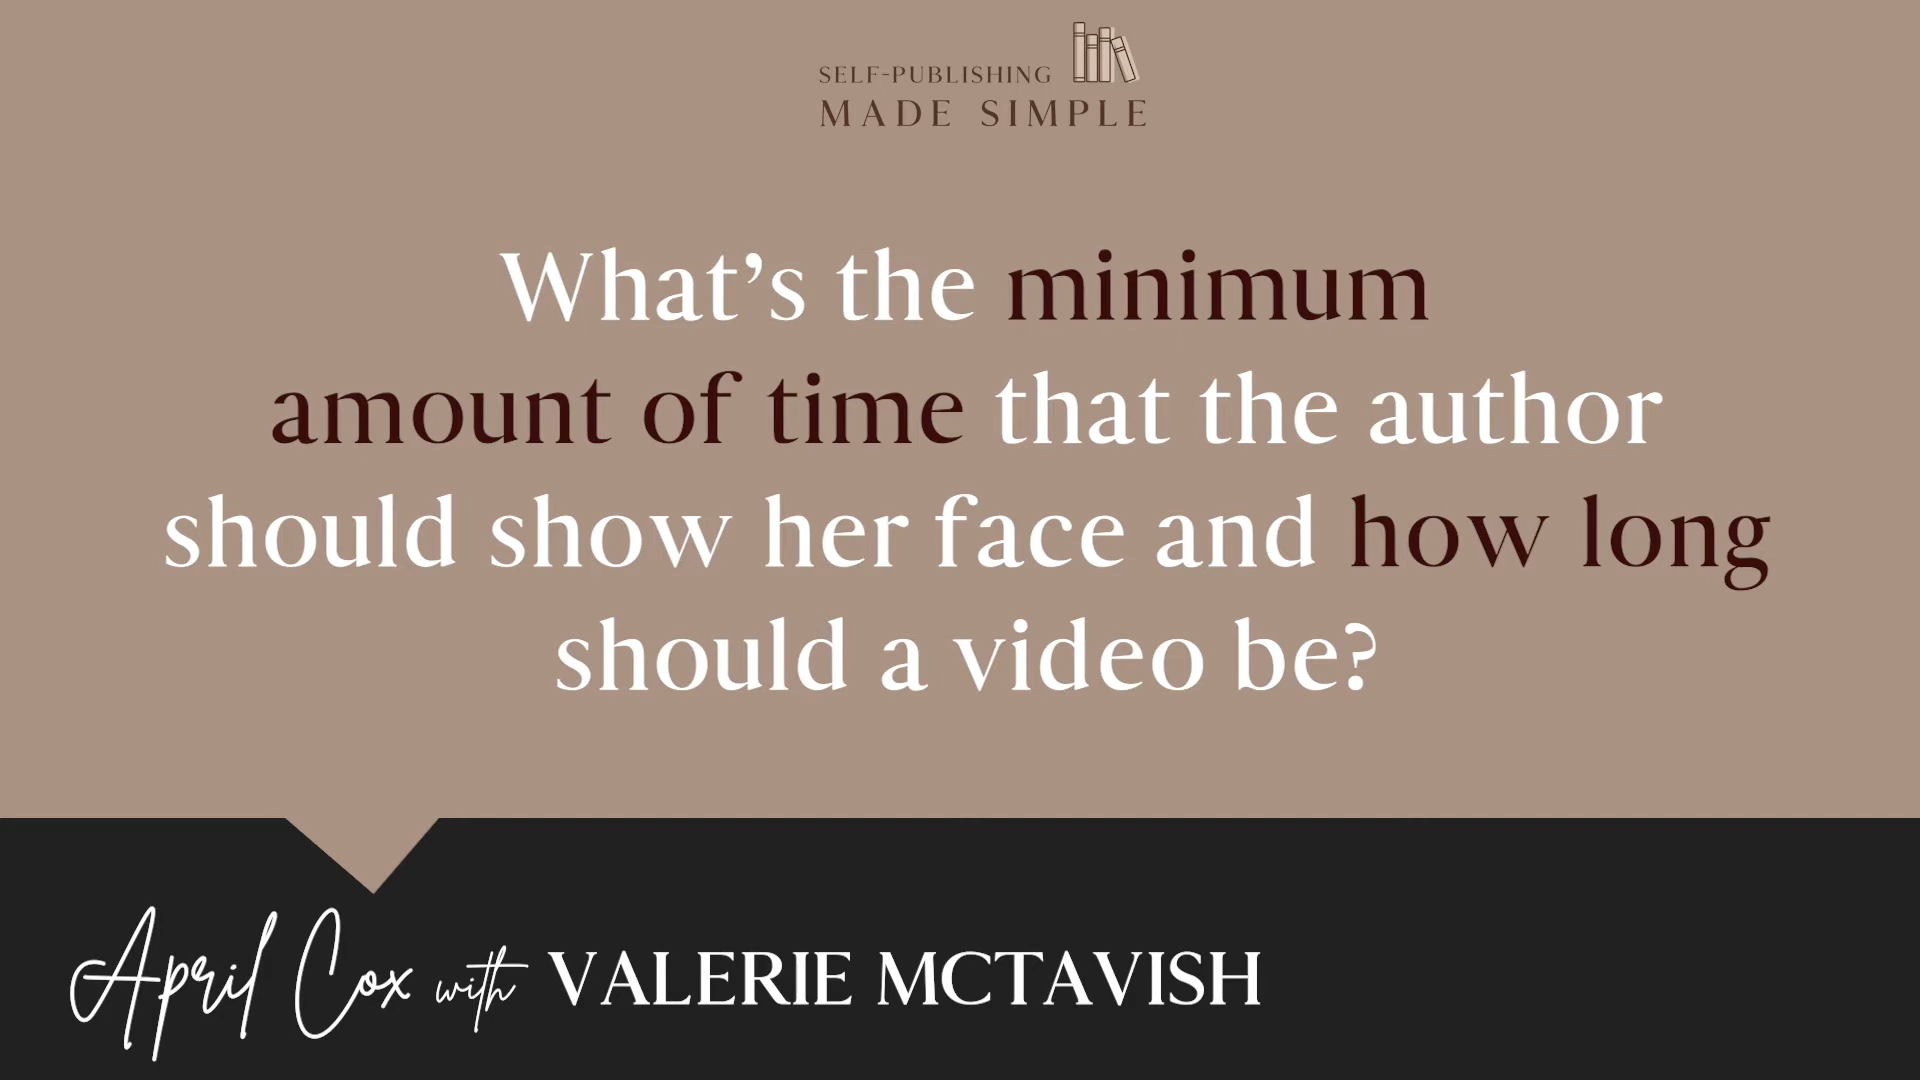 SELF-PUBLISHING
MADE SIMPLE
What’s the minimum
amount of time that the author
should show her face and how long
should a video be?
April Cox with VALERIE MCTAVISH